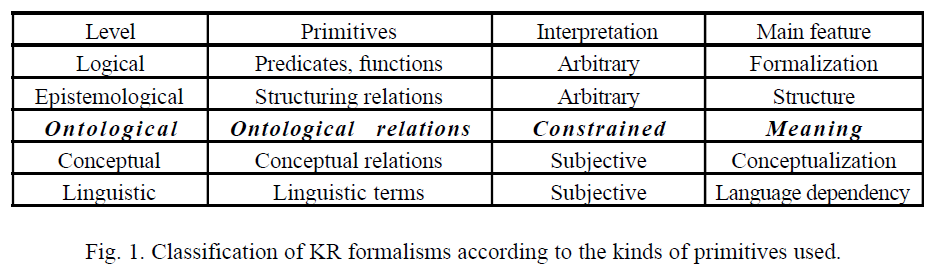 Level Primitives Interpretation Main feature
Logical Predicates, functions Arbitrary Formalization
Epistemological Structuring relations Arbitrary Structure
Ontological Ontological relations Constrained Meaning
Conceptual Conceptual relations Subjective Conceptualization
Linguistic Linguistic terms Subjective Language dependency
Fig. 1. Classification of KR formalisms according to the kinds of primitives used.